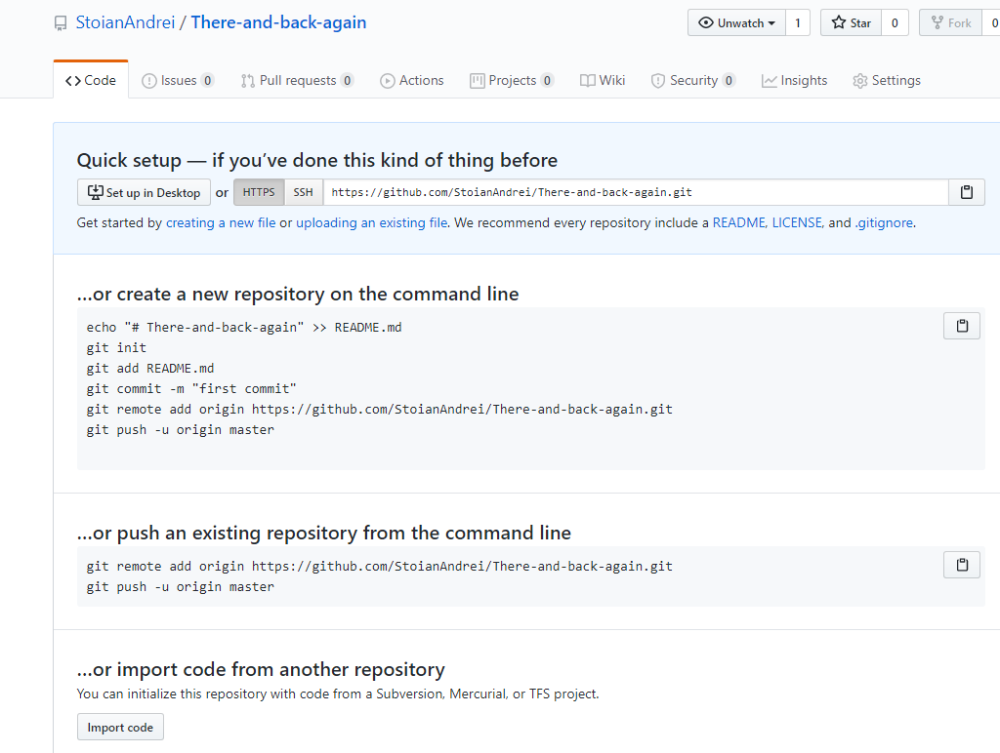 StoianAndrei / There-and-back-again
Unwatch 1 Star 0 Fork 0
Code Issues 0 Pull requests 0 Actions Projects 0 Wiki Security 0 Insights Settings
Quick setup — if you’ve done this kind of thing before
Set up in Desktop or HTTPS SSH https://github.com/StoianAndrei/There-and-back-again.git
Get started by creating a new file or uploading an existing file. We recommend every repository include a README, LICENSE, and .gitignore.
…or create a new repository on the command line
echo "# There-and-back-again" >> README.md
git init
git add README.md
git commit -m "first commit"
git remote add origin https://github.com/StoianAndrei/There-and-back-again.git
git push -u origin master
…or push an existing repository from the command line
git remote add origin https://github.com/StoianAndrei/There-and-back-again.git
git push -u origin master
…or import code from another repository
You can initialize this repository with code from a Subversion, Mercurial, or TFS project.
Import code